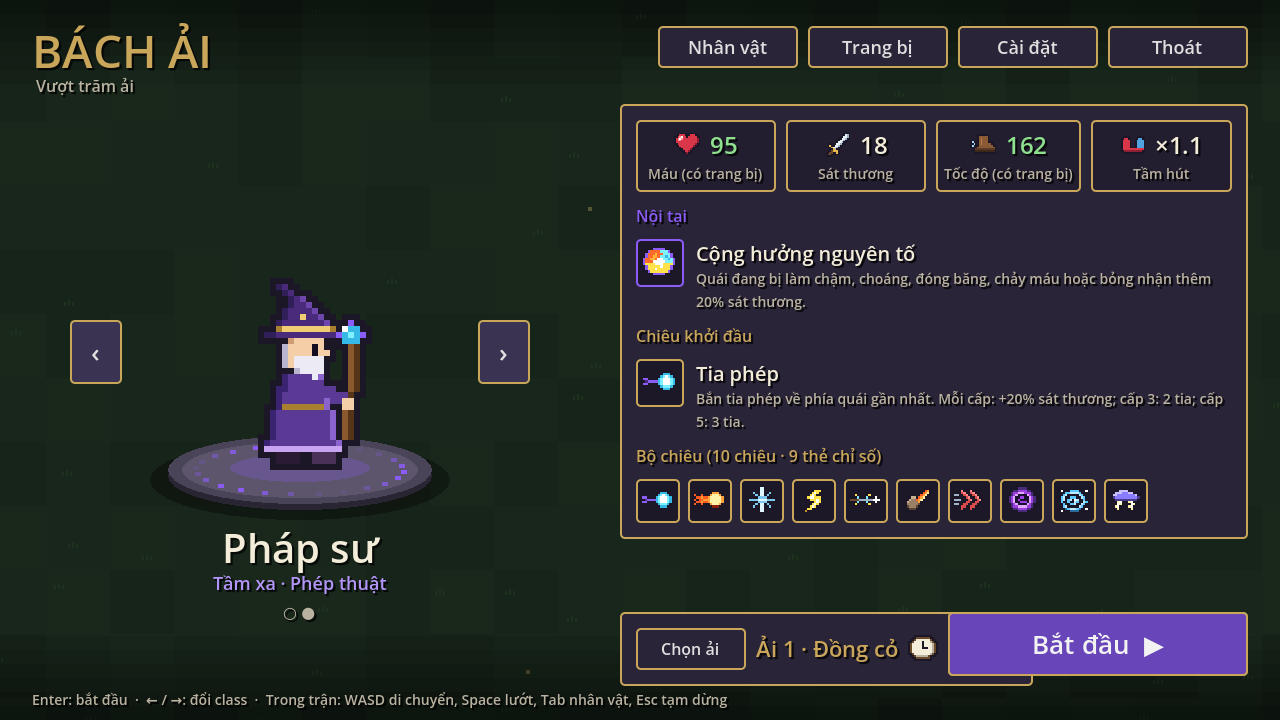 BÁCH ẢI
Vượt trăm ải
Nhân vật
Trang bị
Cài đặt
Thoát
95
Máu (có trang bị)
18
Sát thương
162
Tốc độ (có trang bị)
×1.1
Tầm hút
Nội tại
Cộng hưởng nguyên tố
Quái đang bị làm chậm, choáng, đóng băng, chảy máu hoặc bỏng nhận thêm
20% sát thương.
Chiêu khởi đầu
Tia phép
Bắn tia phép về phía quái gần nhất. Mỗi cấp: +20% sát thương; cấp 3: 2 tia; cấp
5: 3 tia.
Bộ chiêu (10 chiêu · 9 thẻ chỉ số)
‹
›
Pháp sư
Tầm xa · Phép thuật
Chọn ải
Ải 1 · Đồng cỏ
Bắt đầu ▶
Enter: bắt đầu · ← / →: đổi class · Trong trận: WASD di chuyển, Space lướt, Tab nhân vật, Esc tạm dừng